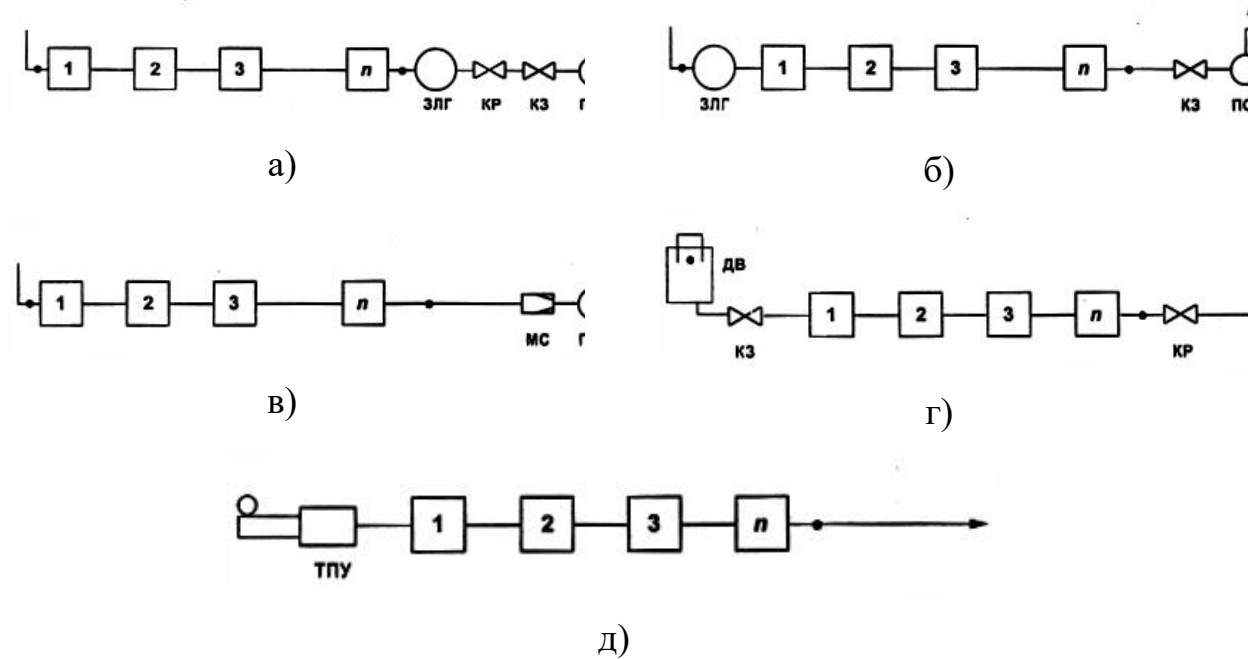 1 2 3 n
ЗЛГ КР КЗ
а)
1 2 3 n
ЗЛГ КЗ
б)
1 2 3 n
МС
в)
ДВ
1 2 3 n
КЗ КР
г)
1 2 3 n
ТПУ
д)